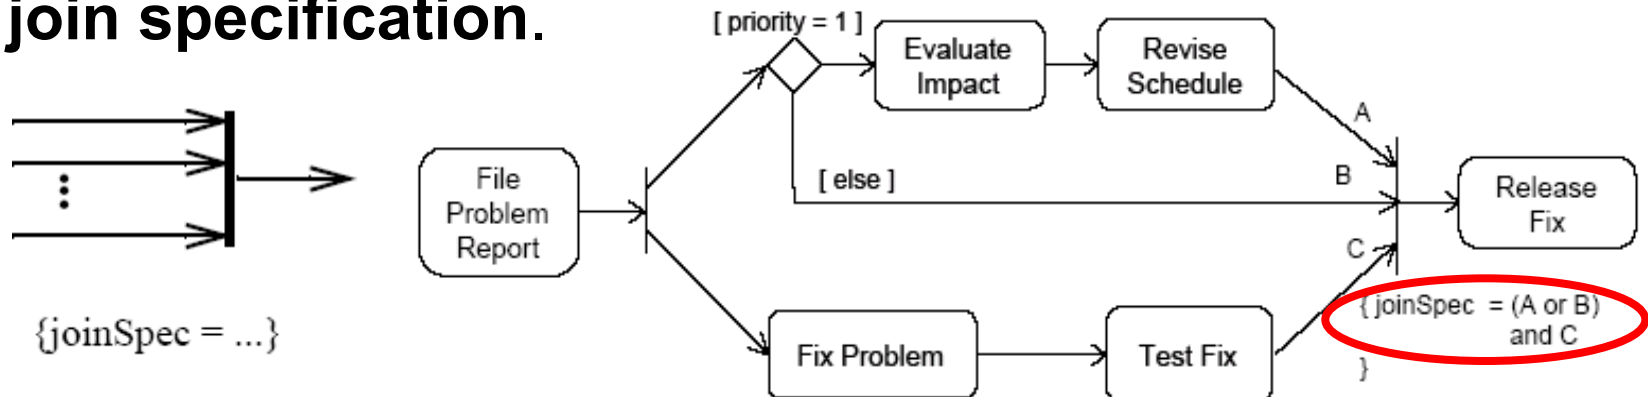 join specification.
{joinSpec = ...}
File
Problem
Report
[ priority = 1 ]
Evaluate
Impact
Revise
Schedule
A
[ else ]
B
Fix Problem
Test Fix
C
Release
Fix
{ joinSpec = (A or B)
and C
}